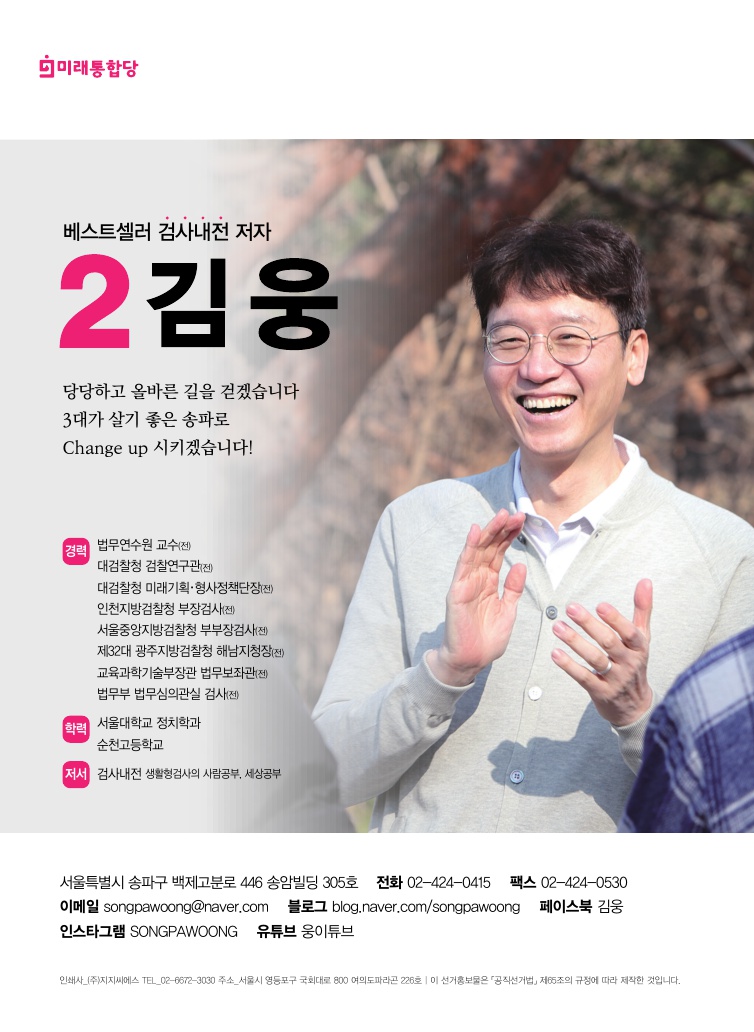 미래통합당
베스트셀러 검사내전 저자
2 김웅
당당하고 올바른 길을 걷겠습니다
3대가 살기 좋은 송파로
Change up 시키겠습니다!
경력
법무연수원 교수(전)
대검찰청 검찰연구관(전)
대검찰청 미래기획·형사정책단장(전)
인천지방검찰청 부장검사(전)
서울중앙지방검찰청 부부장검사(전)
제32대 광주지방검찰청 해남지청장(전)
교육과학기술부장관 법무보좌관(전)
법무부 법무심의관실 검사(전)
학력
서울대학교 정치학과
순천고등학교
저서
검사내전 생활형검사의 사람공부, 세상공부
서울특별시 송파구 백제고분로 446 송암빌딩 305호 전화 02-424-0415 팩스 02-424-0530
이메일 songpawoong@naver.com 블로그 blog.naver.com/songpawoong 페이스북 김웅
인스타그램 SONGPAWOONG 유튜브 웅이튜브
인쇄사_(주)지지씨에스 TEL_02-6672-3030 주소_서울시 영등포구 국회대로 800 여의도파라곤 226호 | 이 선거홍보물은 「공직선거법」 제65조의 규정에 따라 제작한 것입니다.